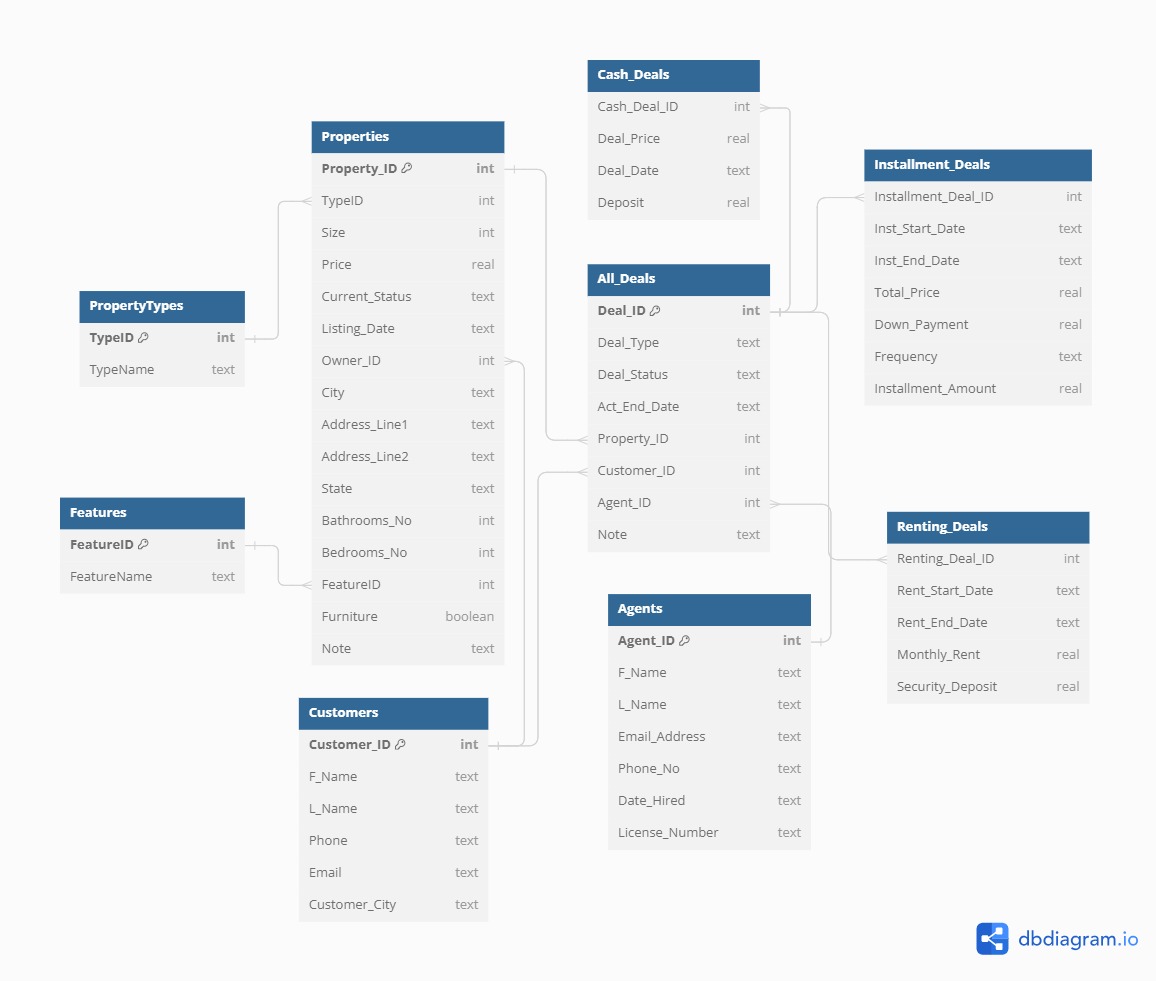 Cash_Deals
Cash_Deal_ID int
Deal_Price real
Deal_Date text
Deposit real
Properties
Property_ID int
TypeID int
Size int
Price real
Current_Status text
Listing_Date text
Owner_ID int
City text
Address_Line1 text
Address_Line2 text
State text
Bathrooms_No int
Bedrooms_No int
FeatureID int
Furniture boolean
Note text
Installment_Deals
Installment_Deal_ID int
Inst_Start_Date text
Inst_End_Date text
Total_Price real
Down_Payment real
Frequency text
Installment_Amount real
All_Deals
Deal_ID int
Deal_Type text
Deal_Status text
Act_End_Date text
Property_ID int
Customer_ID int
Agent_ID int
Note text
PropertyTypes
TypeID int
TypeName text
Features
FeatureID int
FeatureName text
Renting_Deals
Renting_Deal_ID int
Rent_Start_Date text
Rent_End_Date text
Monthly_Rent real
Security_Deposit real
Agents
Agent_ID int
F_Name text
L_Name text
Email_Address text
Phone_No text
Date_Hired text
License_Number text
Customers
Customer_ID int
F_Name text
L_Name text
Phone text
Email text
Customer_City text
dbdiagram.io